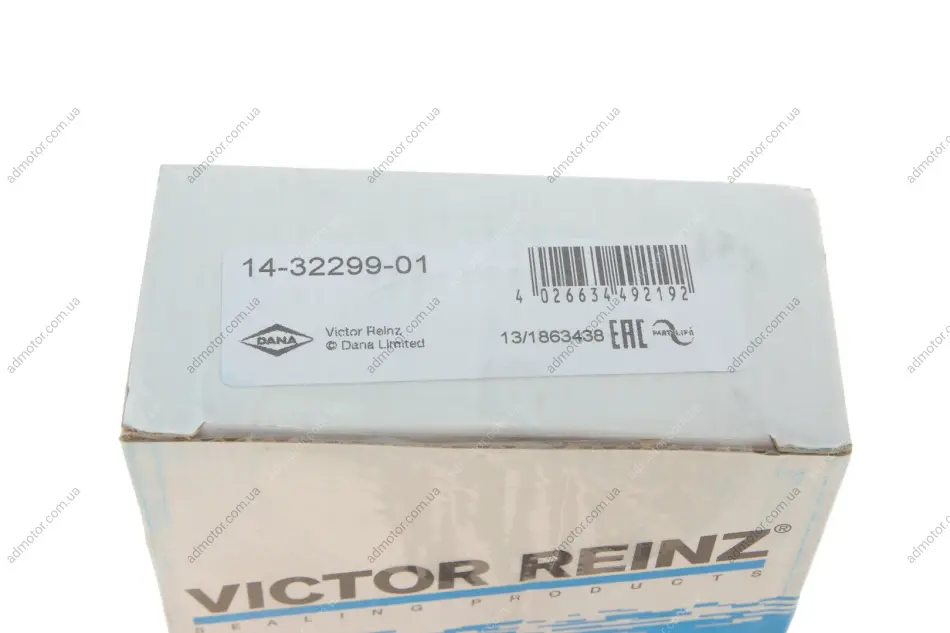 14-32299-01
4 026634 492192
DANA
Victor Reinz
© Dana Limited
13/1863438 EAC PARTSLIFE
VICTOR REINZ®
SEALING PRODUCTS
admotor.com.ua